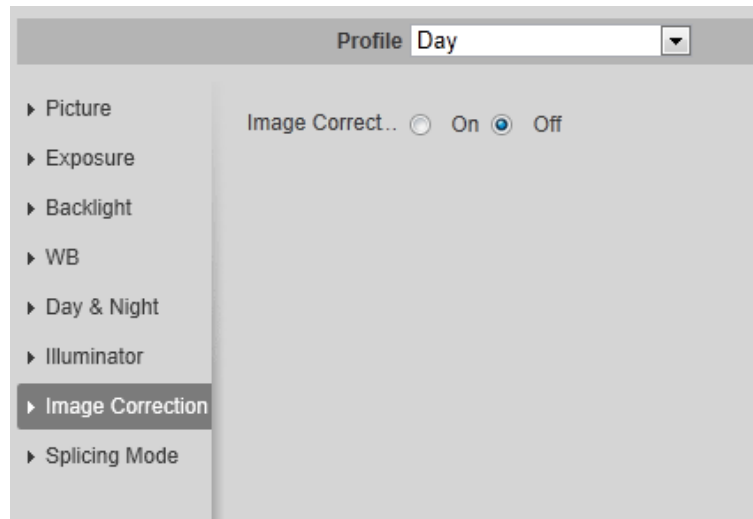 Profile Day
Picture
Image Correct.. On Off
Exposure
Backlight
WB
Day & Night
Illuminator
Image Correction
Splicing Mode